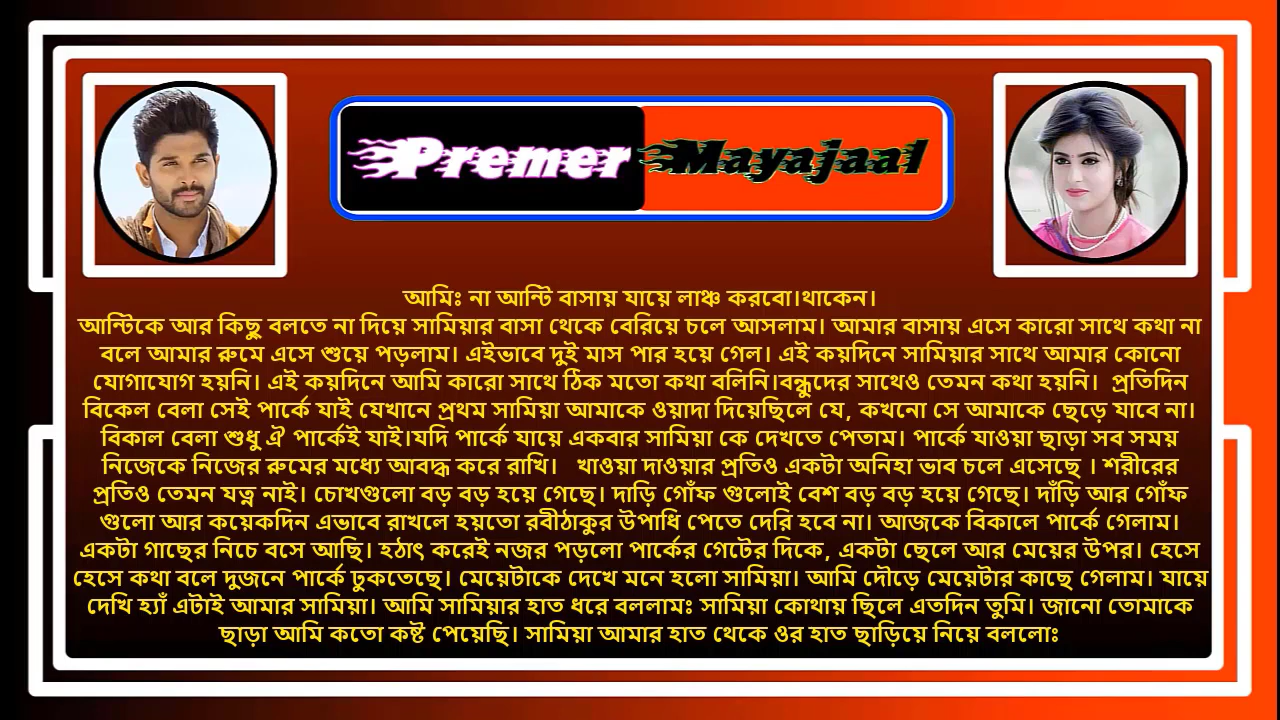 Premer Mayajaal
আমিঃ না আন্টি বাসায় যায়ে লাঞ্চ করবো।থাকেন।
আন্টিকে আর কিছু বলতে না দিয়ে সামিয়ার বাসা থেকে বেরিয়ে চলে আসলাম। আমার বাসায় এসে কারো সাথে কথা না
বলে আমার রুমে এসে শুয়ে পড়লাম। এইভাবে দুই মাস পার হয়ে গেল। এই কয়দিনে সামিয়ার সাথে আমার কোনো
যোগাযোগ হয়নি। এই কয়দিনে আমি কারো সাথে ঠিক মতো কথা বলিনি।বন্ধুদের সাথেও তেমন কথা হয়নি। প্রতিদিন
বিকেল বেলা সেই পার্কে যাই যেখানে প্রথম সামিয়া আমাকে ওয়াদা দিয়েছিলে যে, কখনো সে আমাকে ছেড়ে যাবে না।
বিকাল বেলা শুধু ঐ পার্কেই যাই।যদি পার্কে যায়ে একবার সামিয়া কে দেখতে পেতাম। পার্কে যাওয়া ছাড়া সব সময়
নিজেকে নিজের রুমের মধ্যে আবদ্ধ করে রাখি। খাওয়া দাওয়ার প্রতিও একটা অনিহা ভাব চলে এসেছে । শরীরের
প্রতিও তেমন যত্ন নাই। চোখগুলো বড় বড় হয়ে গেছে। দাড়ি গোঁফ গুলোই বেশ বড় বড় হয়ে গেছে। দাঁড়ি আর গোঁফ
গুলো আর কয়েকদিন এভাবে রাখলে হয়তো রবীঠাকুর উপাধি পেতে দেরি হবে না। আজকে বিকালে পার্কে গেলাম।
একটা গাছের নিচে বসে আছি। হঠাৎ করেই নজর পড়লো পার্কের গেটের দিকে, একটা ছেলে আর মেয়ের উপর। হেসে
হেসে কথা বলে দুজনে পার্কে ঢুকতেছে। মেয়েটাকে দেখে মনে হলো সামিয়া। আমি দৌড়ে মেয়েটার কাছে গেলাম। যায়ে
দেখি হ্যাঁ এটাই আমার সামিয়া। আমি সামিয়ার হাত ধরে বললামঃ সামিয়া কোথায় ছিলে এতদিন তুমি। জানো তোমাকে
ছাড়া আমি কতো কষ্ট পেয়েছি। সামিয়া আমার হাত থেকে ওর হাত ছাড়িয়ে নিয়ে বললোঃ